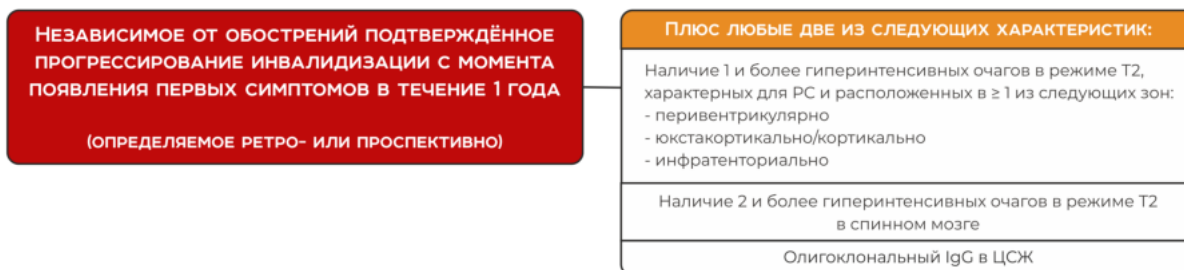 НЕЗАВИСИМОЕ ОТ ОБОСТРЕНИЙ ПОДТВЕРЖДЁННОЕ
ПРОГРЕССИРОВАНИЕ ИНВАЛИДИЗАЦИИ С МОМЕНТА
ПОЯВЛЕНИЯ ПЕРВЫХ СИМПТОМОВ В ТЕЧЕНИЕ 1 ГОДА
(ОПРЕДЕЛЯЕМОЕ РЕТРО- ИЛИ ПРОСПЕКТИВНО)
ПЛЮС ЛЮБЫЕ ДВЕ ИЗ СЛЕДУЮЩИХ ХАРАКТЕРИСТИК:
Наличие 1 и более гиперинтенсивных очагов в режиме T2,
характерных для РС и расположенных в ≥ 1 из следующих зон:
- перивентрикулярно
- юкстакортикально/кортикально
- инфратенториально
Наличие 2 и более гиперинтенсивных очагов в режиме T2
в спинном мозге
Олигоклональный IgG в ЦСЖ